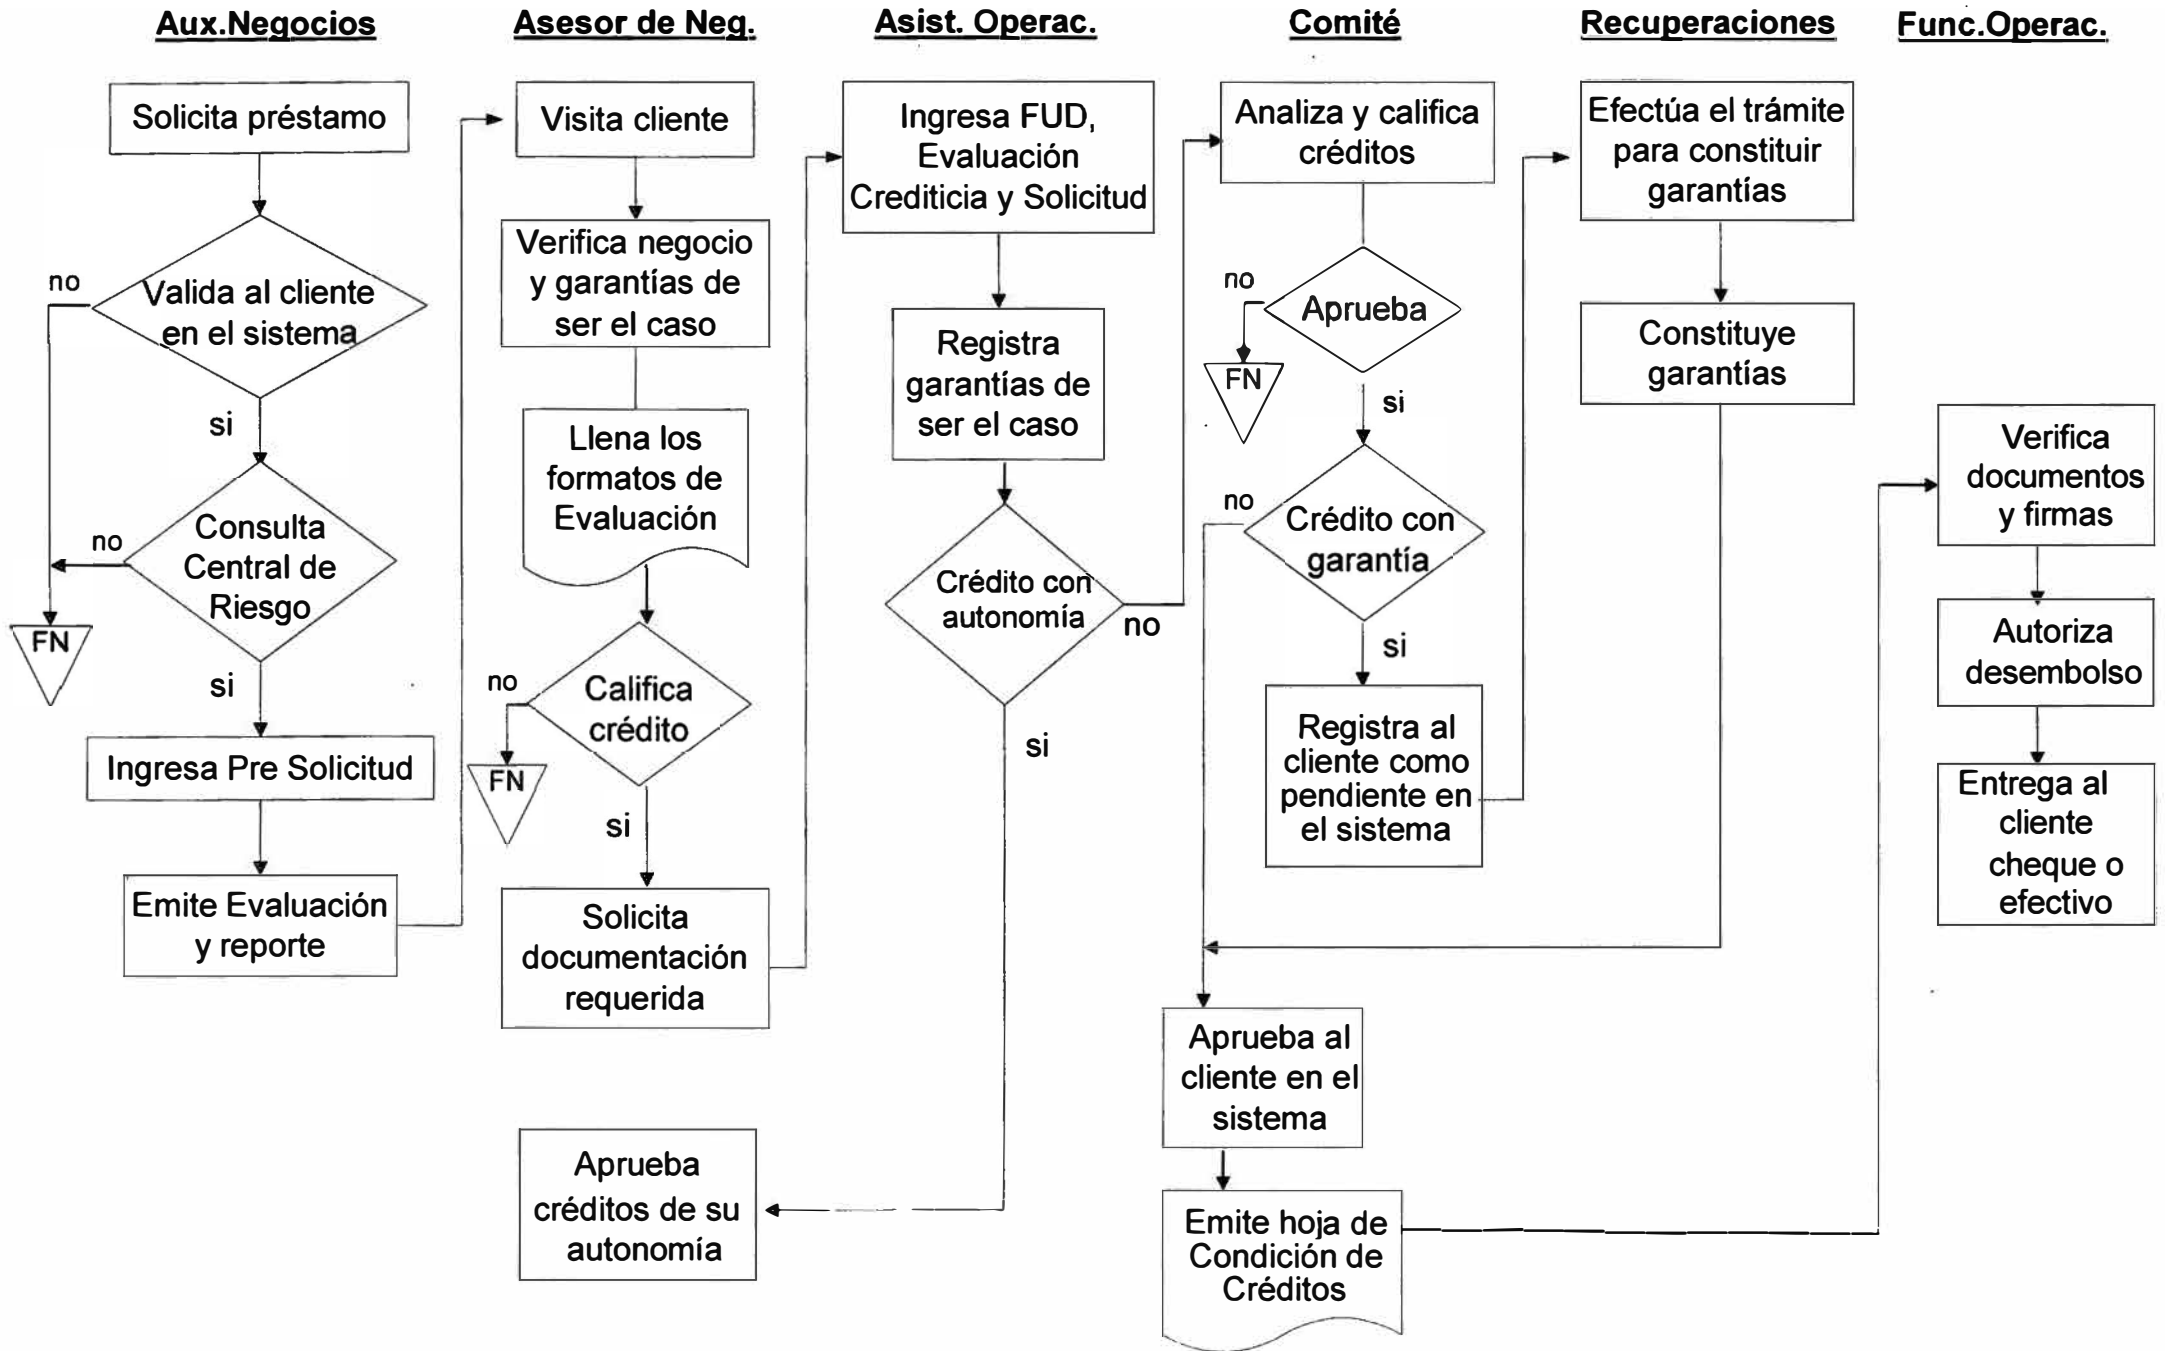 Aux.Negocios
Asesor de Neg.
Asist. Operac.
Comité
Recuperaciones
Func.Operac.
Solicita préstamo
no
Valida al cliente
en el sistema
si
no
Consulta
Central de
Riesgo
FN
si
Ingresa Pre Solicitud
Emite Evaluación
y reporte
Visita cliente
Verifica negocio
y garantías de
ser el caso
Llena los
formatos de
Evaluación
no
Califica
crédito
FN
si
Solicita
documentación
requerida
Aprueba
créditos de su
autonomía
Ingresa FUD,
Evaluación
Crediticia y Solicitud
Registra
garantías de
ser el caso
Crédito con
autonomía
no
si
Analiza y califica
créditos
no
Aprueba
FN
si
no
Crédito con
garantía
si
Registra al
cliente como
pendiente en
el sistema
Aprueba al
cliente en el
sistema
Emite hoja de
Condición de
Créditos
Efectúa el trámite
para constituir
garantías
Constituye
garantías
Verifica
documentos
y firmas
Autoriza
desembolso
Entrega al
cliente
cheque o
efectivo